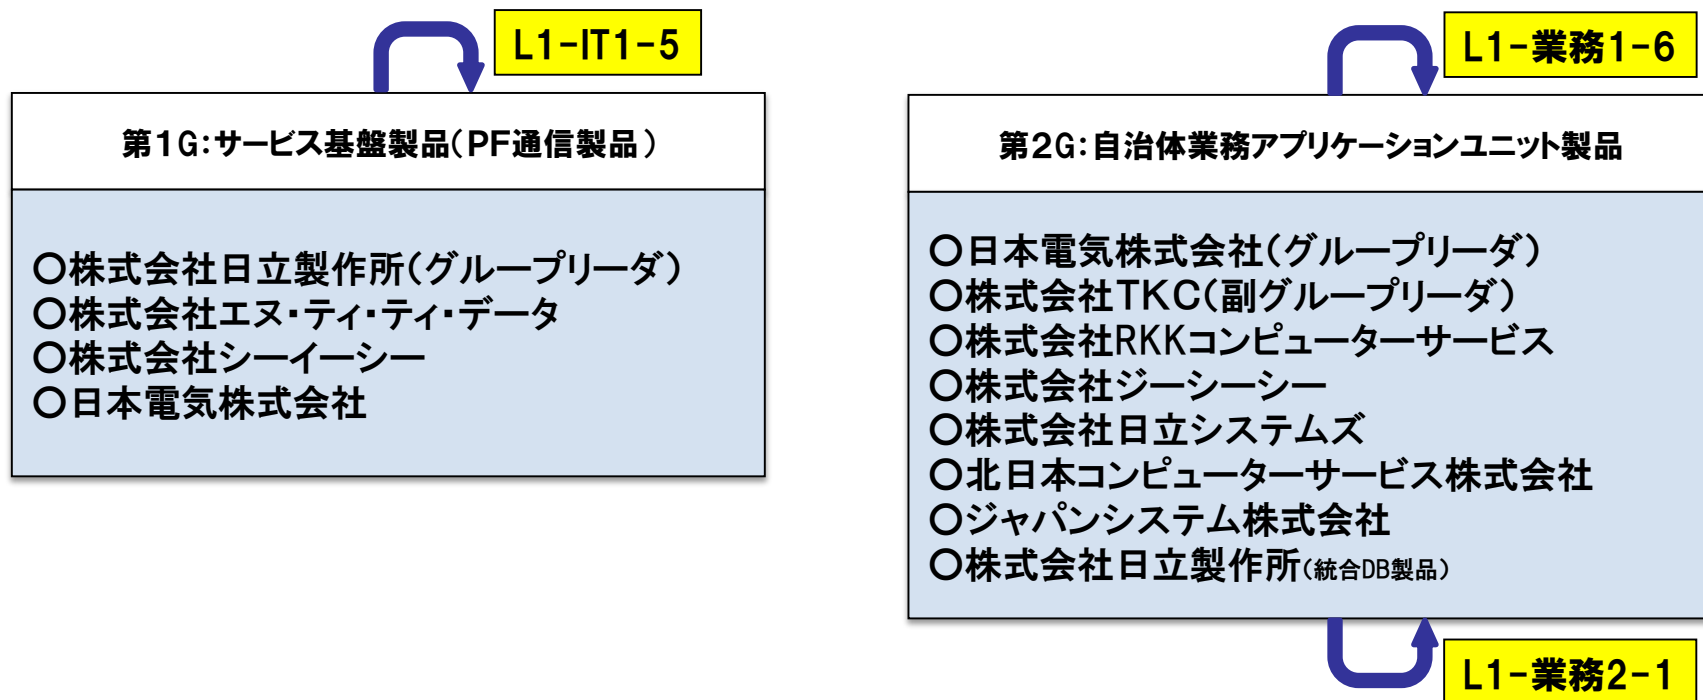 L1-IT1-5
第1G:サービス基盤製品(PF通信製品)
○株式会社日立製作所(グループリーダ)
○株式会社エヌ・ティ・ティ・データ
○株式会社シーイーシー
○日本電気株式会社
L1-業務1-6
第2G:自治体業務アプリケーションユニット製品
○日本電気株式会社(グループリーダ)
○株式会社TKC(副グループリーダ)
○株式会社RKKコンピューターサービス
○株式会社ジーシーシー
○株式会社日立システムズ
○北日本コンピューターサービス株式会社
○ジャパンシステム株式会社
○株式会社日立製作所(統合DB製品)
L1-業務2-1